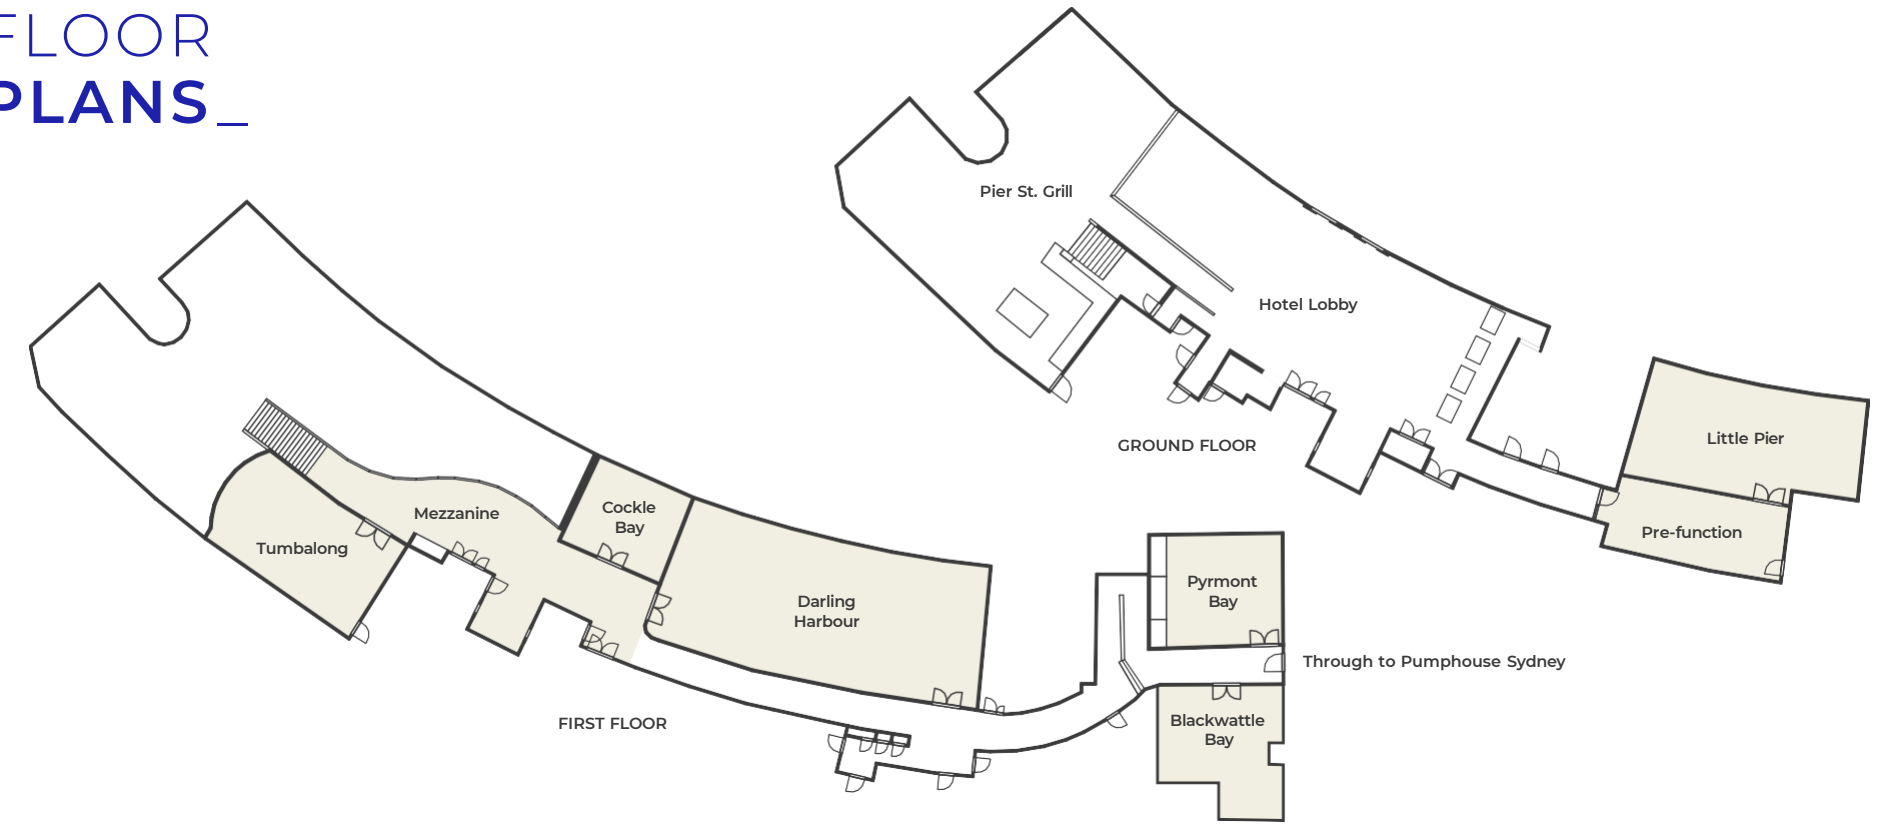 FLOOR
PLANS_
Pier St. Grill
Hotel Lobby
GROUND FLOOR
Little Pier
Pre-function
Mezzanine
Tumbalong
Cockle
Bay
Darling
Harbour
FIRST FLOOR
Pyrmont
Bay
Through to Pumphouse Sydney
Blackwattle
Bay